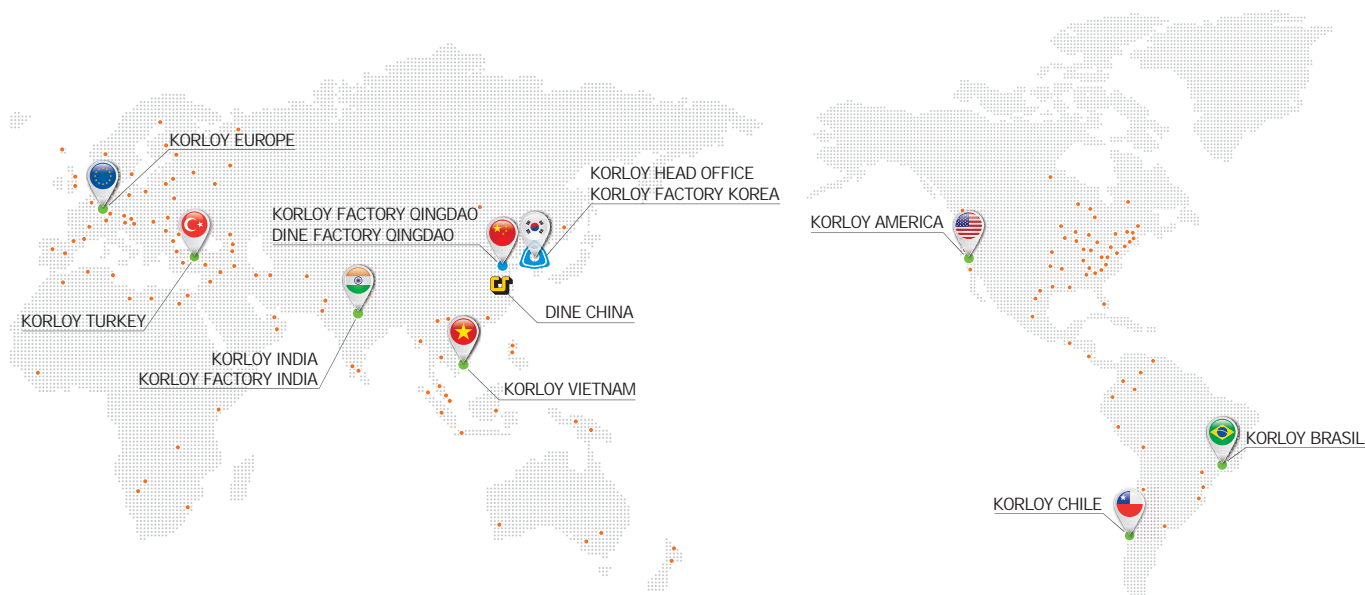 KORLOY EUROPE
KORLOY HEAD OFFICE
KORLOY FACTORY KOREA
KORLOY FACTORY QINGDAO
DINE FACTORY QINGDAO
KORLOY AMERICA
DINE CHINA
KORLOY TURKEY
KORLOY INDIA
KORLOY FACTORY INDIA
KORLOY VIETNAM
KORLOY BRASIL
KORLOY CHILE